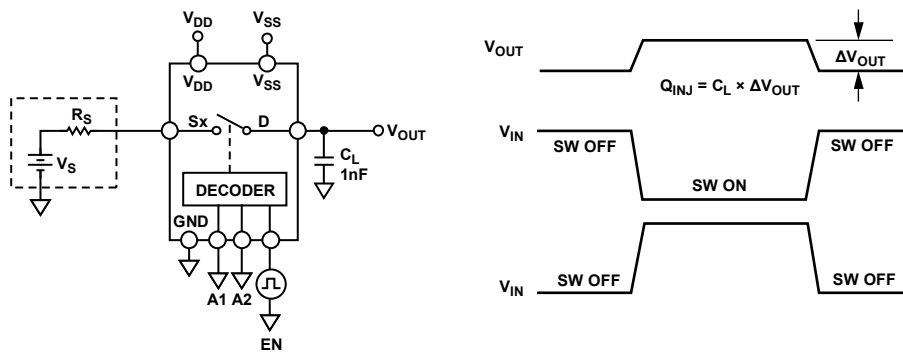 VDD
VSS
VDD
VSS
RS
Sx
D
VOUT
VS
CL
1nF
DECODER
GND
A1
A2
EN
VOUT
ΔVOUT
QINJ = CL × ΔVOUT
VIN
SW OFF
SW OFF
SW ON
VIN
SW OFF
SW OFF